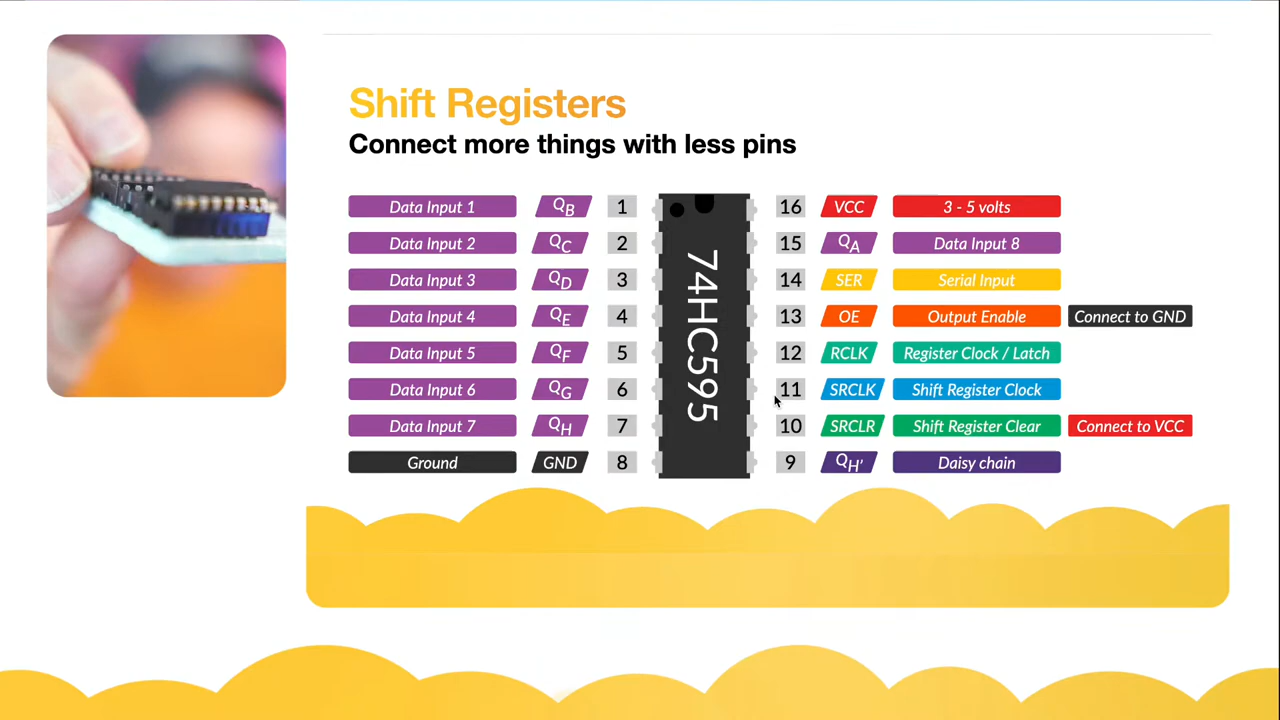 Shift Registers
Connect more things with less pins
Data Input 1 QB 1 16 VCC 3 - 5 volts
Data Input 2 QC 2 15 QA Data Input 8
Data Input 3 QD 3 14 SER Serial Input
Data Input 4 QE 4 13 OE Output Enable Connect to GND
Data Input 5 QF 5 12 RCLK Register Clock / Latch
Data Input 6 QG 6 11 SRCLK Shift Register Clock
Data Input 7 QH 7 10 SRCLR Shift Register Clear Connect to VCC
Ground GND 8 9 QH' Daisy chain
74HC595